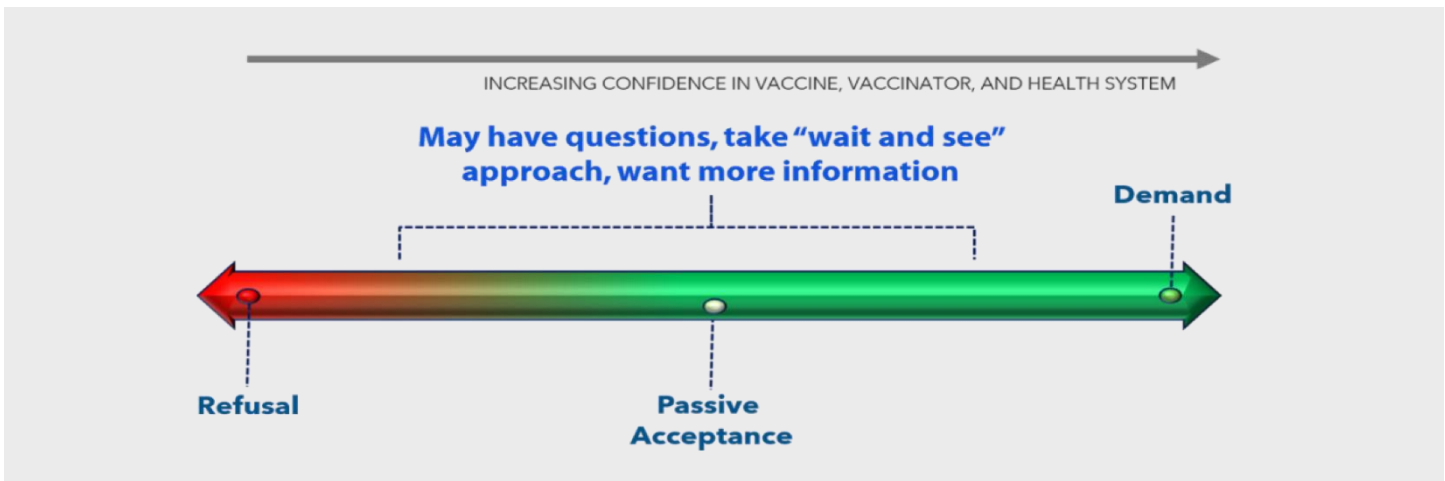 INCREASING CONFIDENCE IN VACCINE, VACCINATOR, AND HEALTH SYSTEM
May have questions, take “wait and see”
approach, want more information
Demand
Refusal
Passive
Acceptance